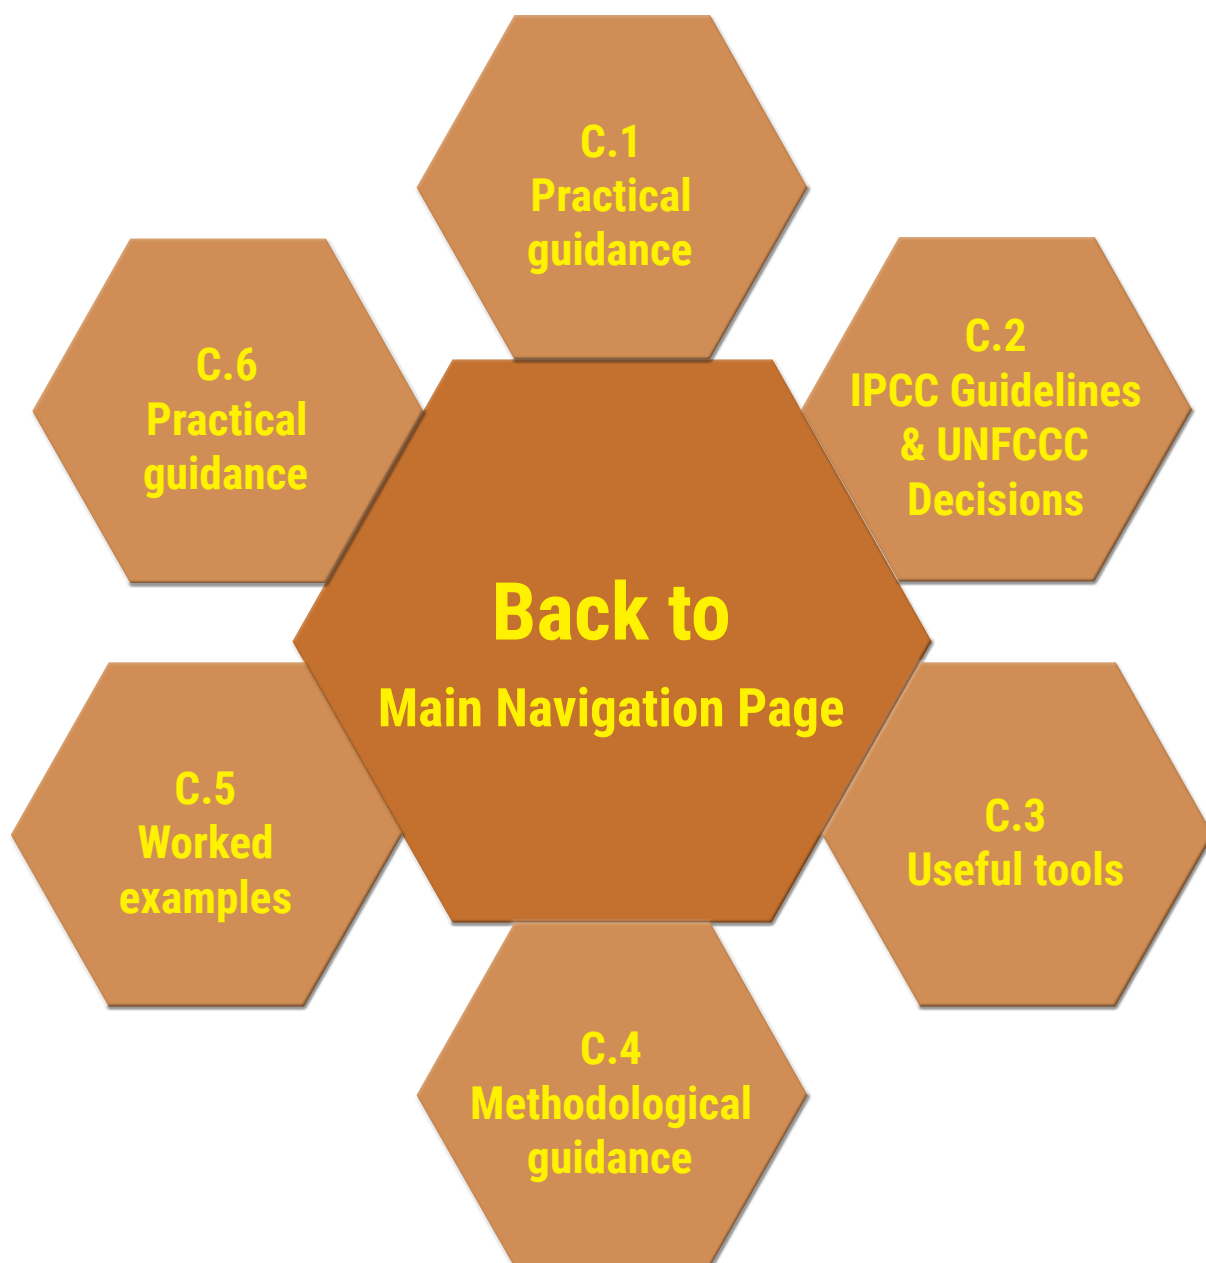 C.1
Practical
guidance
C.2
IPCC Guidelines
& UNFCCC
Decisions
C.6
Practical
guidance
Back to
Main Navigation Page
C.5
Worked
examples
C.3
Useful tools
C.4
Methodological
guidance